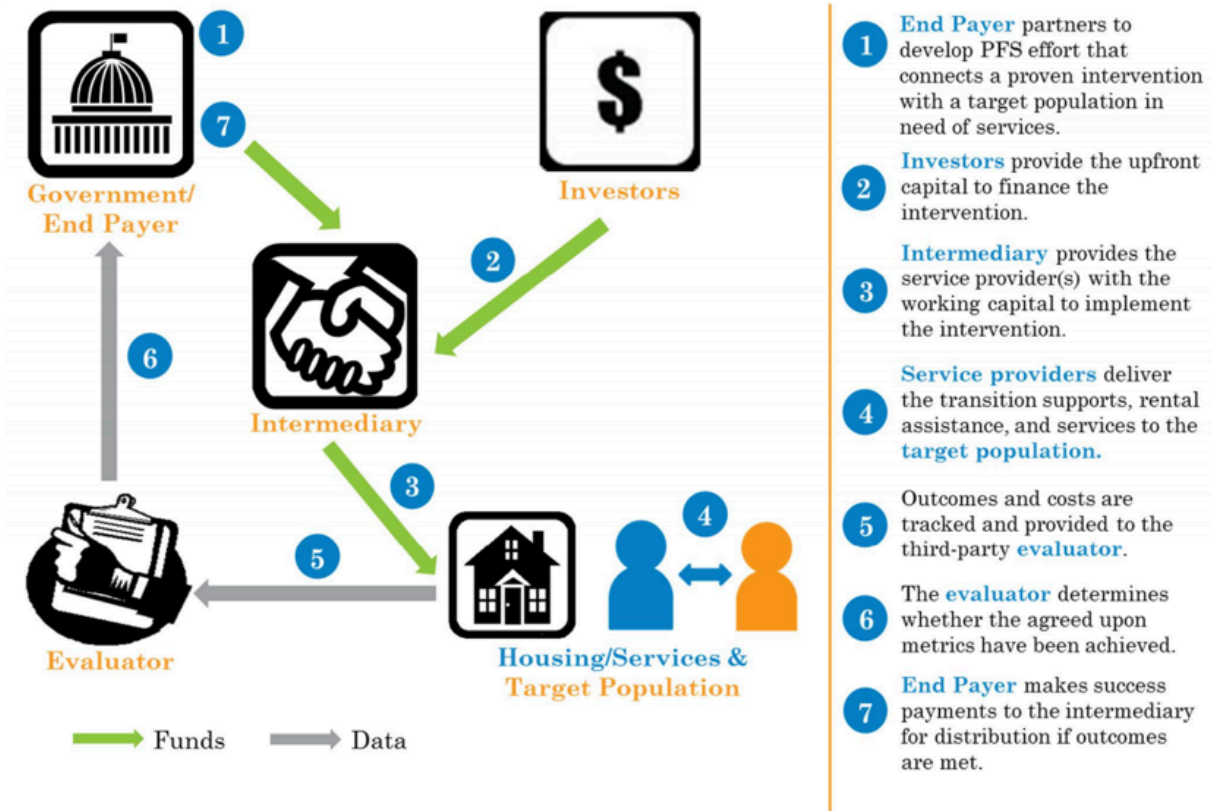 1
7
Government/
End Payer
$
Investors
2
Intermediary
6
3
4
5
Evaluator
Housing/Services &
Target Population
Funds
Data
1
End Payer partners to
develop PFS effort that
connects a proven intervention
with a target population in
need of services.
2
Investors provide the upfront
capital to finance the
intervention.
3
Intermediary provides the
service provider(s) with the
working capital to implement
the intervention.
4
Service providers deliver
the transition supports, rental
assistance, and services to the
target population.
5
Outcomes and costs are
tracked and provided to the
third-party evaluator.
6
The evaluator determines
whether the agreed upon
metrics have been achieved.
7
End Payer makes success
payments to the intermediary
for distribution if outcomes
are met.